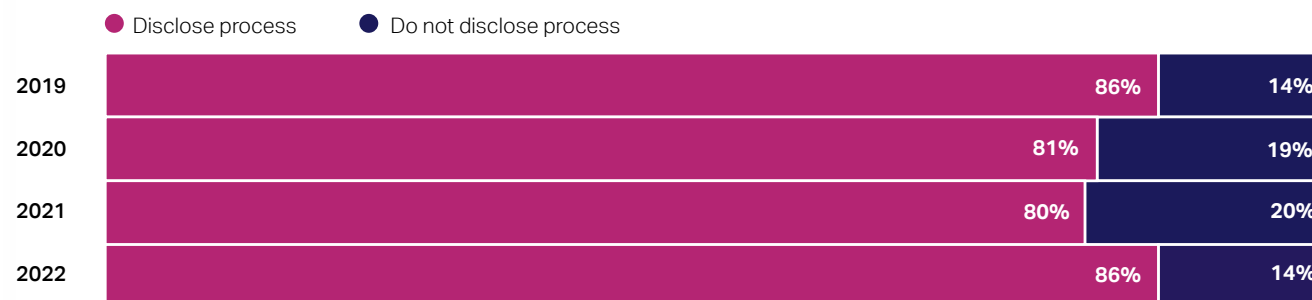 Disclose process Do not disclose process
2019 86% 14%
2020 81% 19%
2021 80% 20%
2022 86% 14%